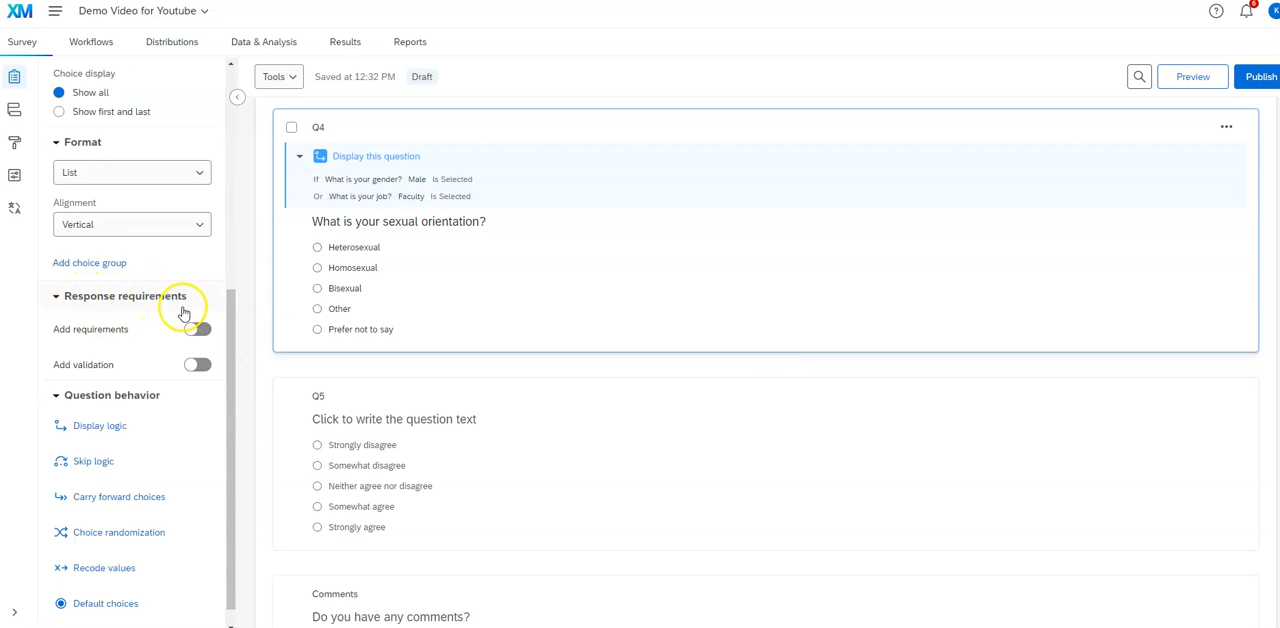 XM Demo Video for Youtube
6
K
Survey Workflows Distributions Data & Analysis Results Reports
Choice display
Show all
Show first and last
Format
List
Alignment
Vertical
Add choice group
Response requirements
Add requirements
Add validation
Question behavior
Display logic
Skip logic
Carry forward choices
Choice randomization
Recode values
Default choices
Tools Saved at 12:32 PM Draft Preview Publish
Q4
Display this question
If What is your gender? Male Is Selected
Or What is your job? Faculty Is Selected
What is your sexual orientation?
Heterosexual
Homosexual
Bisexual
Other
Prefer not to say
Q5
Click to write the question text
Strongly disagree
Somewhat disagree
Neither agree nor disagree
Somewhat agree
Strongly agree
Comments
Do you have any comments?